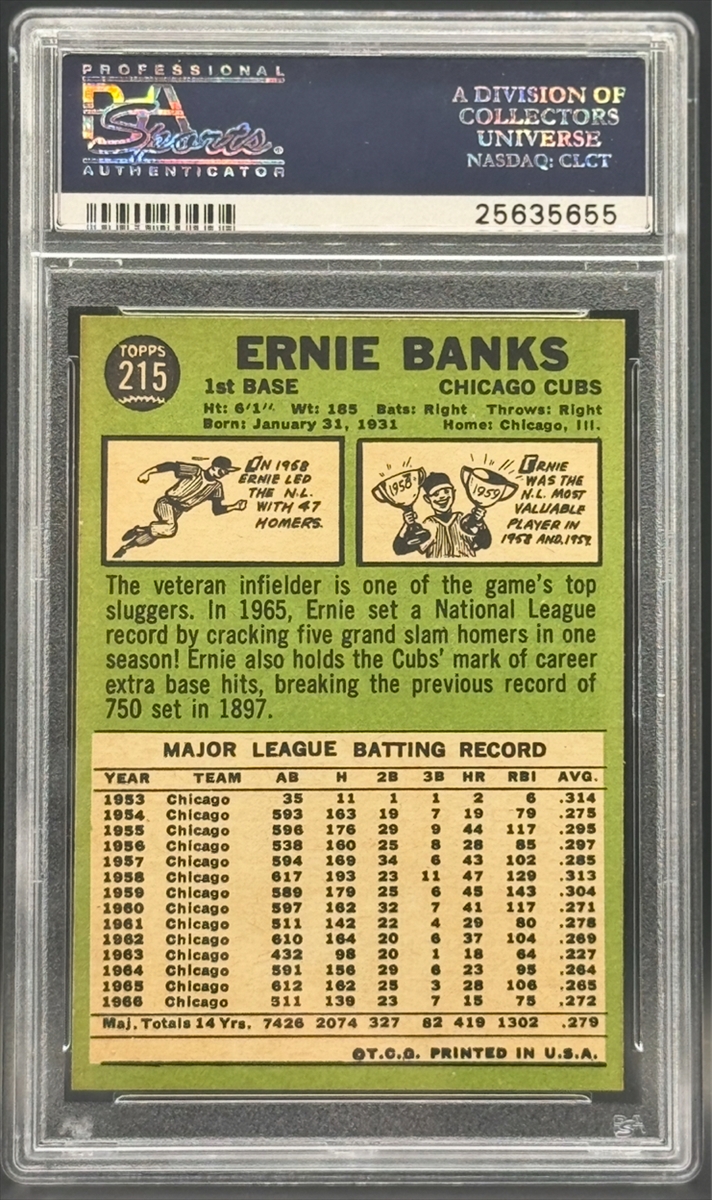 PROFESSIONAL
PSA
Sports.
AUTHENTICATOR
A DIVISION OF
COLLECTORS
UNIVERSE
NASDAQ: CLCT
25635655
TOPPS
215
ERNIE BANKS
1st BASE CHICAGO CUBS
Ht: 6'1" Wt: 185 Bats: Right Throws: Right
Born: January 31, 1931 Home: Chicago, Ill.
IN 1958
ERNIE LED
THE N.L.
WITH 47
HOMERS.
1958
1959
ERNIE
WAS THE
N.L. MOST
VALUABLE
PLAYER IN
1958 AND 1959.
The veteran infielder is one of the game's top
sluggers. In 1965, Ernie set a National League
record by cracking five grand slam homers in one
season! Ernie also holds the Cubs' mark of career
extra base hits, breaking the previous record of
750 set in 1897.
MAJOR LEAGUE BATTING RECORD
YEAR TEAM AB H 2B 3B HR RBI AVG.
1953 Chicago 35 11 1 1 2 6 .314
1954 Chicago 593 163 19 7 19 79 .275
1955 Chicago 596 176 29 9 44 117 .295
1956 Chicago 538 160 25 8 28 85 .297
1957 Chicago 594 169 34 6 43 102 .285
1958 Chicago 617 193 23 11 47 129 .313
1959 Chicago 589 179 25 6 45 143 .304
1960 Chicago 597 162 32 7 41 117 .271
1961 Chicago 511 142 22 4 29 80 .278
1962 Chicago 610 164 20 6 37 104 .269
1963 Chicago 432 98 20 1 18 64 .227
1964 Chicago 591 156 29 6 23 95 .264
1965 Chicago 612 162 25 3 28 106 .265
1966 Chicago 511 139 23 7 15 75 .272
Maj. Totals 14 Yrs. 7426 2074 327 82 419 1302 .279
©T.C.G. PRINTED IN U.S.A.
PSA